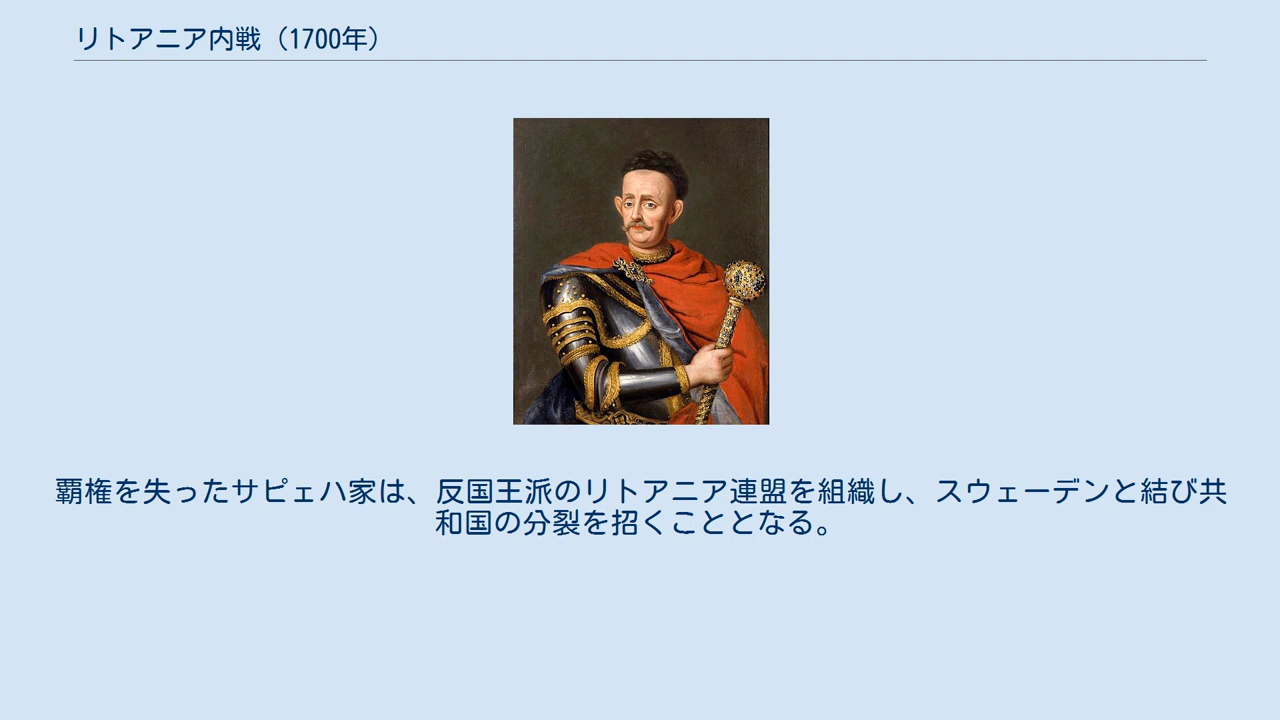 リトアニア内戦（1700年）
覇権を失ったサピェハ家は、反国王派のリトアニア連盟を組織し、スウェーデンと結び共
和国の分裂を招くこととなる。